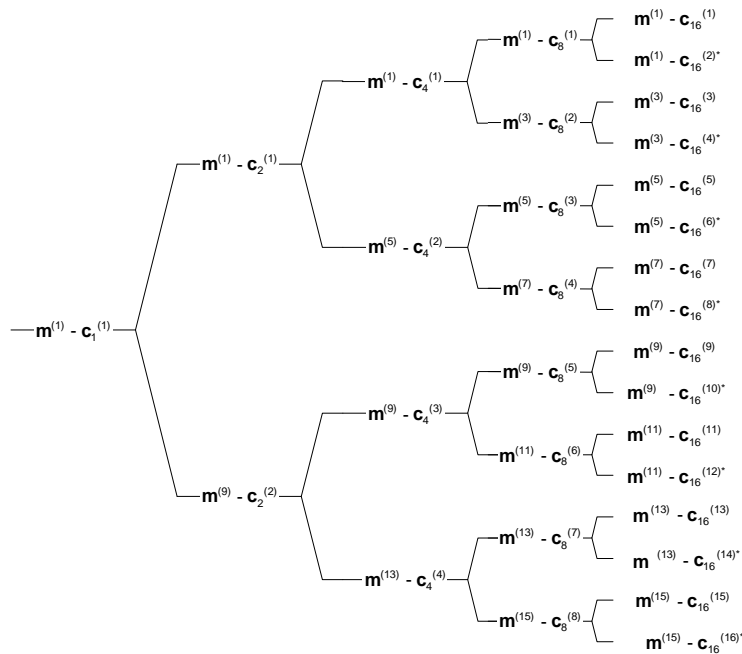 m(1) - c16(1)
m(1) - c8(1)
m(1) - c16(2)*
m(1) - c4(1)
m(3) - c16(3)
m(3) - c8(2)
m(3) - c16(4)*
m(1) - c2(1)
m(5) - c16(5)
m(5) - c8(3)
m(5) - c16(6)*
m(5) - c4(2)
m(7) - c16(7)
m(7) - c8(4)
m(7) - c16(8)*
m(1) - c1(1)
m(9) - c16(9)
m(9) - c8(5)
m(9) - c16(10)*
m(9) - c4(3)
m(11) - c16(11)
m(11) - c8(6)
m(11) - c16(12)*
m(9) - c2(2)
m(13) - c16(13)
m(13) - c8(7)
m (13) - c16(14)*
m(13) - c4(4)
m(15) - c16(15)
m(15) - c8(8)
m(15) - c16(16)*